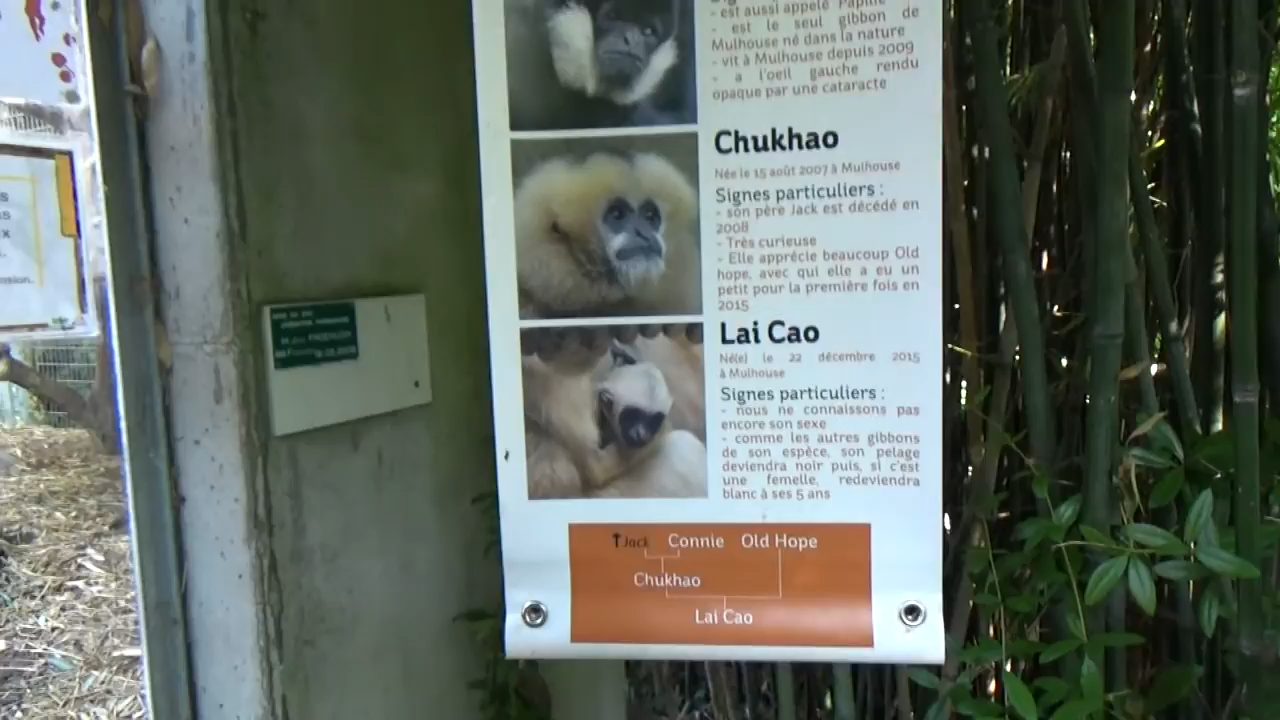 - est aussi appelé Papille
- est le seul gibbon de
Mulhouse né dans la nature
- vit à Mulhouse depuis 2009
- a l'oeil gauche rendu
opaque par une cataracte
Chukhao
Née le 15 août 2007 à Mulhouse
Signes particuliers :
- son père Jack est décédé en
2008
- Très curieuse
- Elle apprécie beaucoup Old
hope, avec qui elle a eu un
petit pour la première fois en
2015
Lai Cao
Né(e) le 22 décembre 2015
à Mulhouse
Signes particuliers :
- nous ne connaissons pas
encore son sexe
- comme les autres gibbons
de son espèce, son pelage
deviendra noir puis, si c'est
une femelle, redeviendra
blanc à ses 5 ans
Jack Connie Old Hope
Chukhao
Lai Cao